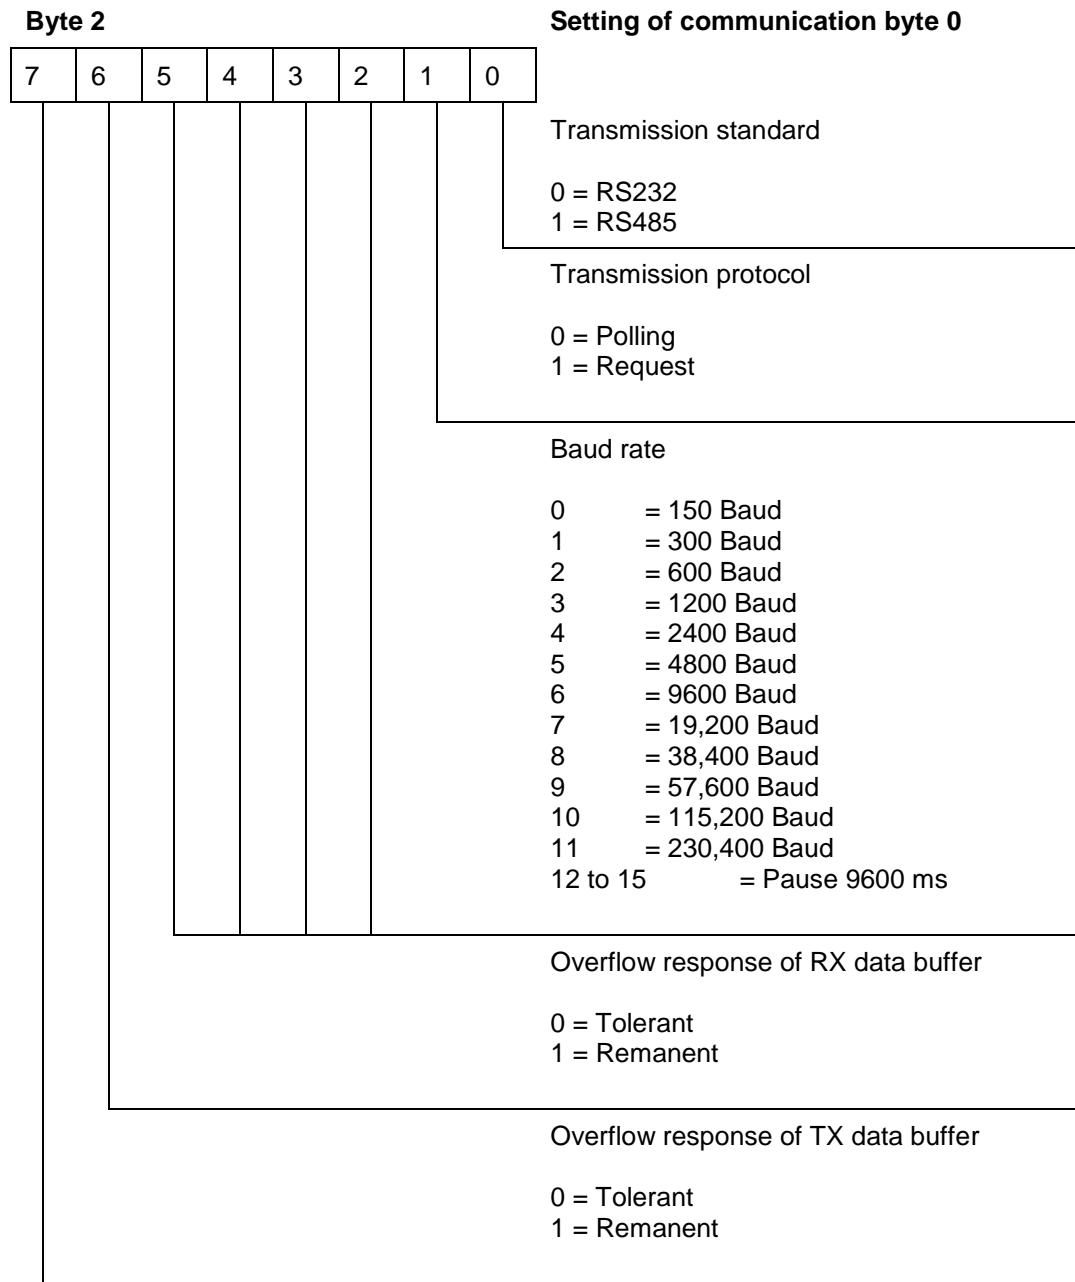 Byte 2 Setting of communication byte 0
7 6 5 4 3 2 1 0
Transmission standard
0 = RS232
1 = RS485
Transmission protocol
0 = Polling
1 = Request
Baud rate
0 = 150 Baud
1 = 300 Baud
2 = 600 Baud
3 = 1200 Baud
4 = 2400 Baud
5 = 4800 Baud
6 = 9600 Baud
7 = 19,200 Baud
8 = 38,400 Baud
9 = 57,600 Baud
10 = 115,200 Baud
11 = 230,400 Baud
12 to 15 = Pause 9600 ms
Overflow response of RX data buffer
0 = Tolerant
1 = Remanent
Overflow response of TX data buffer
0 = Tolerant
1 = Remanent